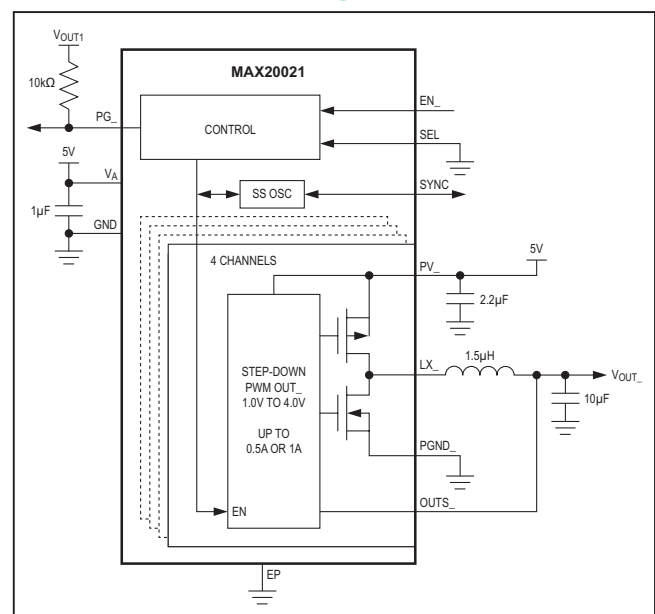 VOUT1
10kΩ
MAX20021
PG_
CONTROL
EN_
SEL
5V
VA
SS OSC
SYNC
1µF
GND
4 CHANNELS
PV_
5V
2.2µF
STEP-DOWN
PWM OUT_
1.0V TO 4.0V
UP TO
0.5A OR 1A
LX_
1.5µH
VOUT_
10µF
PGND_
OUTS_
EN
EP